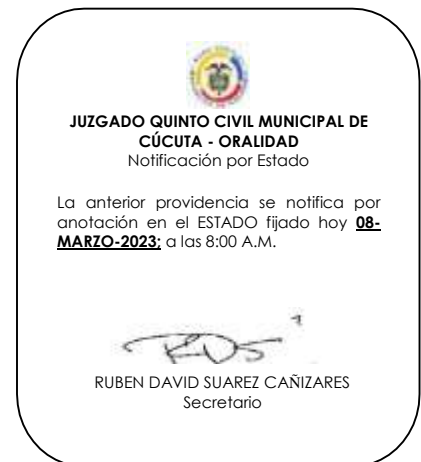 JUZGADO QUINTO CIVIL MUNICIPAL DE
CÚCUTA - ORALIDAD
Notificación por Estado
La anterior providencia se notifica por
anotación en el ESTADO fijado hoy 08-
MARZO-2023; a las 8:00 A.M.
RUBEN DAVID SUAREZ CAÑIZARES
Secretario